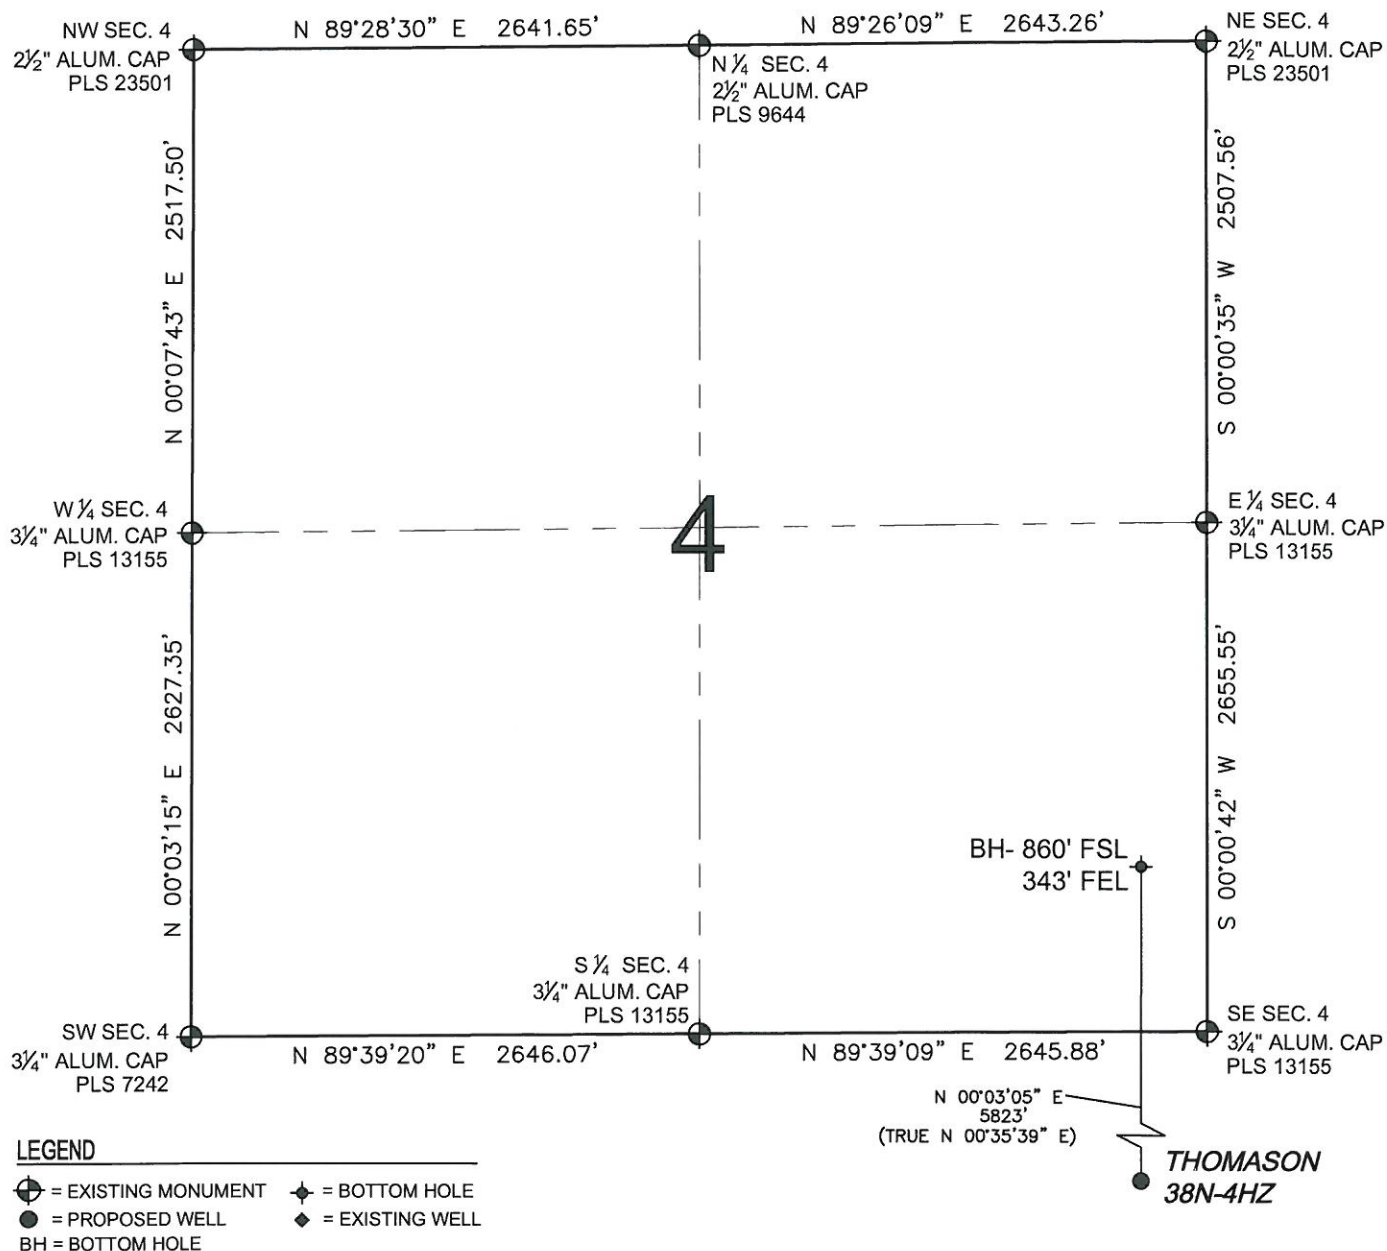 NW SEC. 4
2½" ALUM. CAP
PLS 23501
N 89°28'30" E 2641.65'
N ¼ SEC. 4
2½" ALUM. CAP
PLS 9644
N 89°26'09" E 2643.26'
NE SEC. 4
2½" ALUM. CAP
PLS 23501
N 00°07'43" E 2517.50'
S 00°00'35" W 2507.56'
W ¼ SEC. 4
3¼" ALUM. CAP
PLS 13155
4
E ¼ SEC. 4
3¼" ALUM. CAP
PLS 13155
N 00°03'15" E 2627.35'
S 00°00'42" W 2655.55'
BH- 860' FSL
343' FEL
S ¼ SEC. 4
3¼" ALUM. CAP
PLS 13155
SW SEC. 4
3¼" ALUM. CAP
PLS 7242
N 89°39'20" E 2646.07'
N 89°39'09" E 2645.88'
SE SEC. 4
3¼" ALUM. CAP
PLS 13155
N 00°03'05" E
5823'
(TRUE N 00°35'39" E)
THOMASON
38N-4HZ
LEGEND
= EXISTING MONUMENT
= BOTTOM HOLE
= PROPOSED WELL
= EXISTING WELL
BH = BOTTOM HOLE